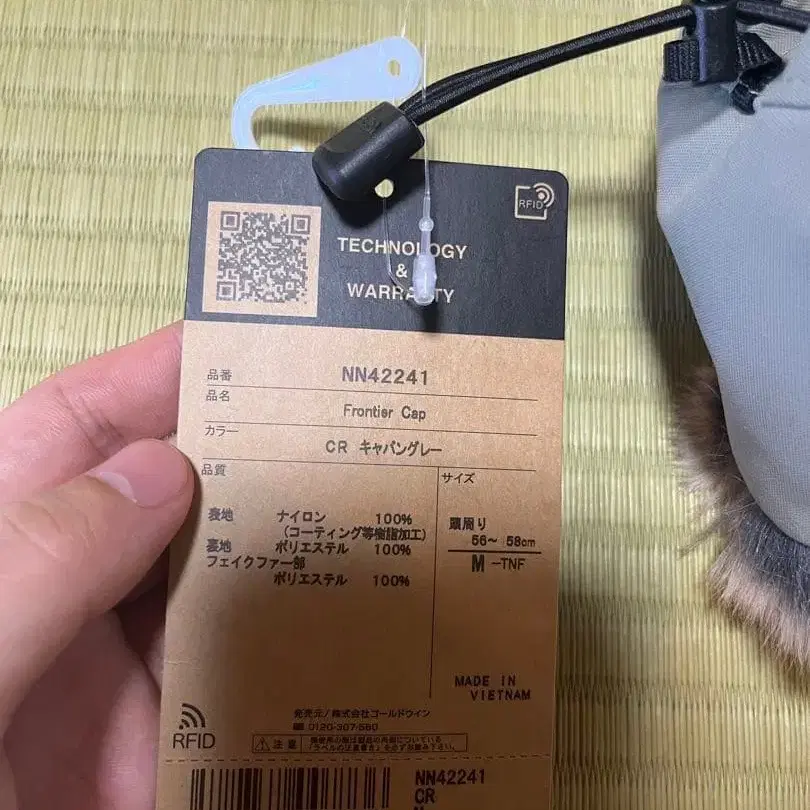 RFID
TECHNOLOGY
&
WARRANTY
品番 NN42241
品名 Frontier Cap
カラー CR キャパングレー
品質
サイズ
表地 ナイロン 100%
(コーティング等樹脂加工)
裏地 ポリエステル 100%
フェイクファー部
ポリエステル 100%
頭周り
56~ 58cm
M -TNF
MADE IN
VIETNAM
発売元/株式会社ゴールドウイン
0120-307-560
RFID
注意
NN42241
CR